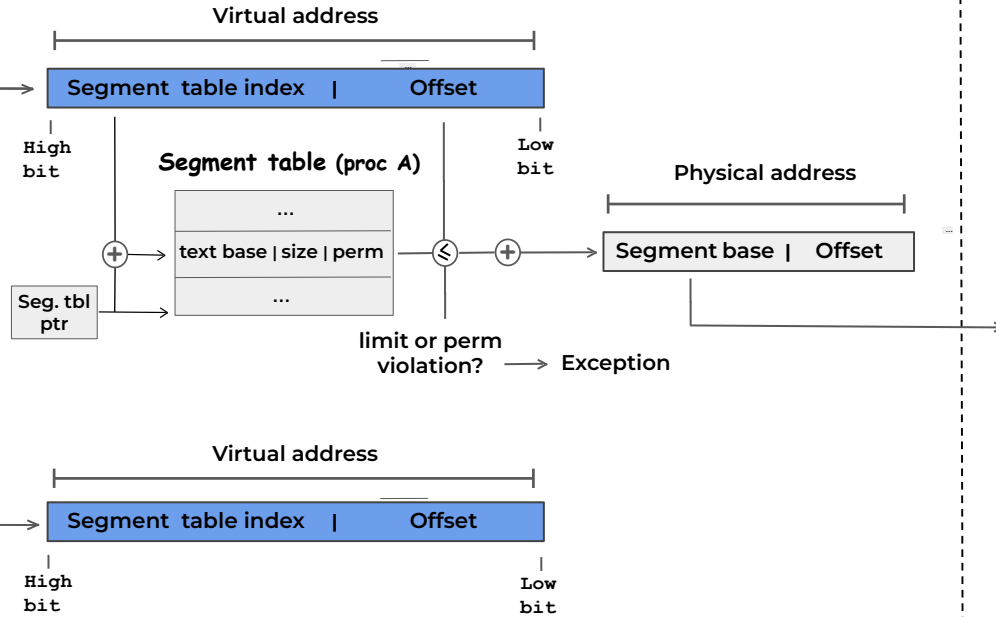 Virtual address
...
Segment table index | Offset
High
bit
Low
bit
Segment table (proc A)
Physical address
...
...
text base | size | perm
...
+
≤
+
Segment base | Offset
Seg. tbl
ptr
limit or perm
violation?
Exception
Virtual address
Segment table index | Offset
High
bit
Low
bit